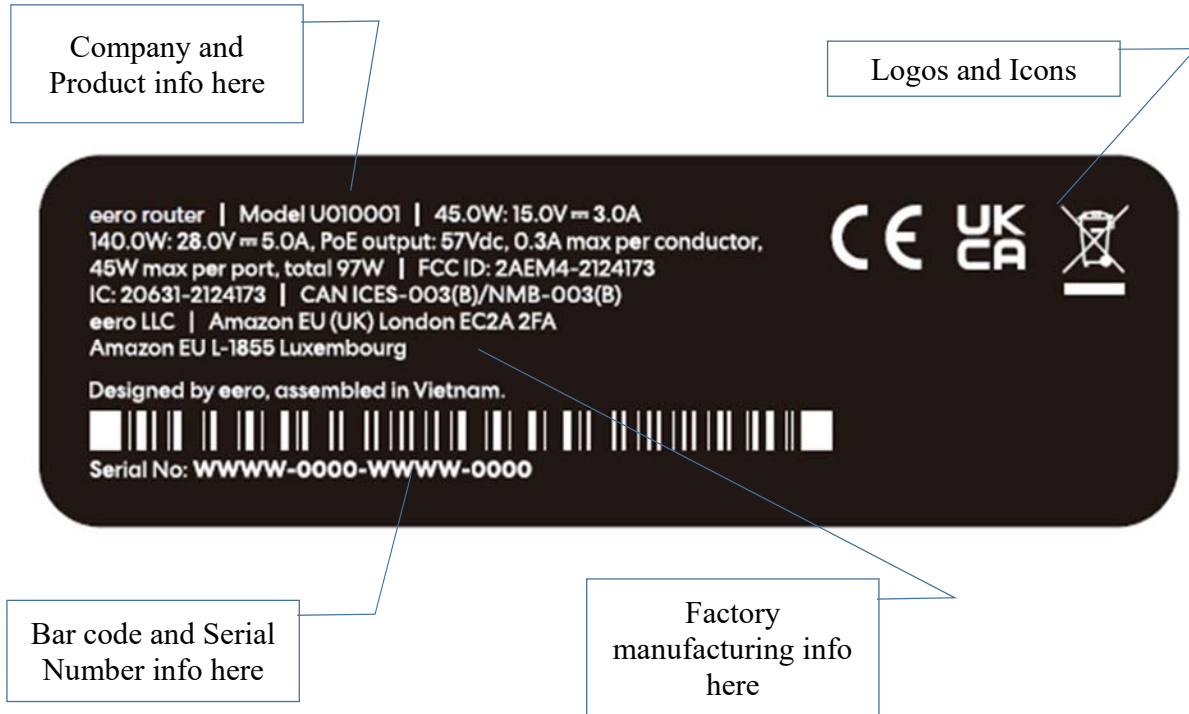 Company and
Product info here
Logos and Icons
eero router | Model U010001 | 45.0W: 15.0V⎓3.0A
140.0W: 28.0V⎓5.0A, PoE output: 57Vdc, 0.3A max per conductor,
45W max per port, total 97W | FCC ID: 2AEM4-2124173
IC: 20631-2124173 | CAN ICES-003(B)/NMB-003(B)
eero LLC | Amazon EU (UK) London EC2A 2FA
Amazon EU L-1855 Luxembourg
CE
UK
CA
Designed by eero, assembled in Vietnam.
Serial No: WWWW-0000-WWWW-0000
Bar code and Serial
Number info here
Factory
manufacturing info
here